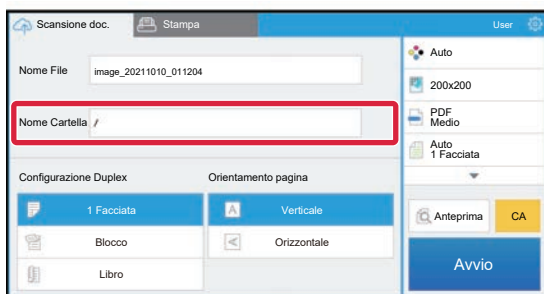 Scansione doc.
Stampa
User
Nome File
image_20211010_011204
Nome Cartella
/
Configurazione Duplex
Orientamento pagina
1 Facciata
A
Verticale
Blocco
A
Orizzontale
Libro
Auto
200x200
PDF
Medio
Auto
1 Facciata
Anteprima
CA
Avvio